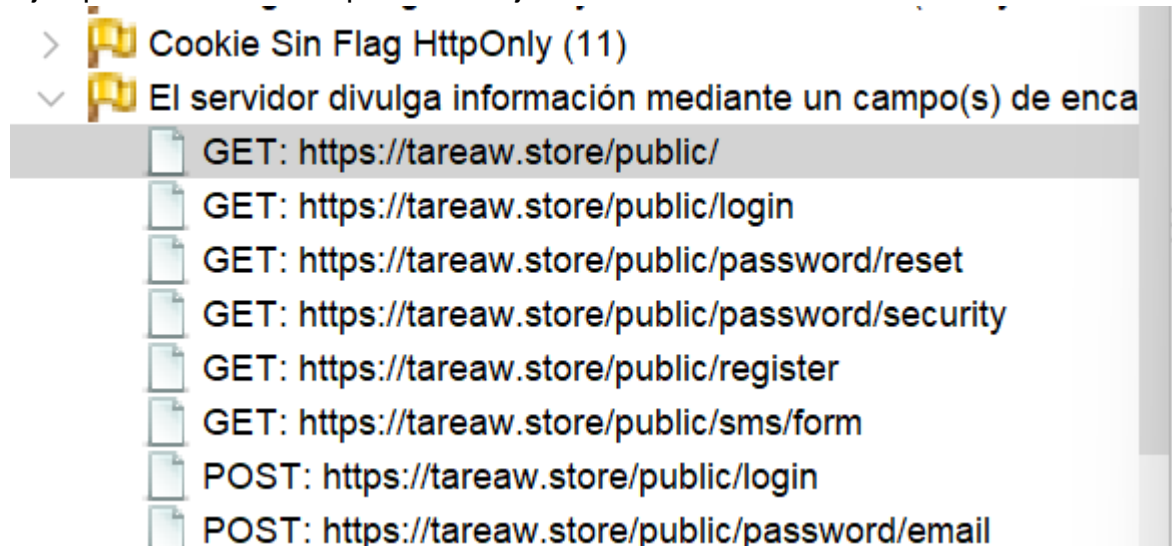 Cookie Sin Flag HttpOnly (11)
El servidor divulga información mediante un campo(s) de enca
GET: https://tareaw.store/public/
GET: https://tareaw.store/public/login
GET: https://tareaw.store/public/password/reset
GET: https://tareaw.store/public/password/security
GET: https://tareaw.store/public/register
GET: https://tareaw.store/public/sms/form
POST: https://tareaw.store/public/login
POST: https://tareaw.store/public/password/email